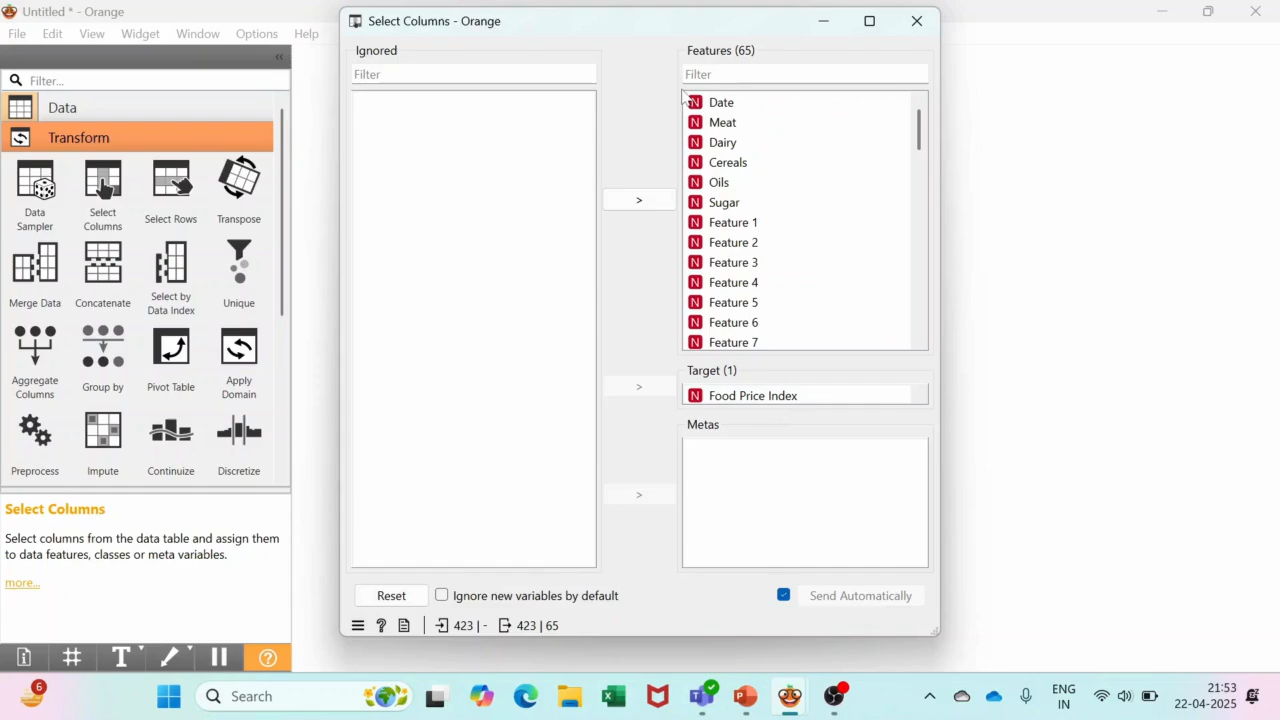 Untitled * - Orange
File Edit View Widget Window Options Help
Filter...
Data
Transform
Data Sampler
Select Columns
Select Rows
Transpose
Merge Data
Concatenate
Select by Data Index
Unique
Aggregate Columns
Group by
Pivot Table
Apply Domain
Preprocess
Impute
Continuize
Discretize
Select Columns
Select columns from the data table and assign them
to data features, classes or meta variables.
more...
Select Columns - Orange
Ignored
Filter
>
>
>
Features (65)
Filter
N Date
N Meat
N Dairy
N Cereals
N Oils
N Sugar
N Feature 1
N Feature 2
N Feature 3
N Feature 4
N Feature 5
N Feature 6
N Feature 7
Target (1)
N Food Price Index
Metas
Reset
Ignore new variables by default
Send Automatically
423 | -
423 | 65
6
Search
ENG
IN
21:53
22-04-2025